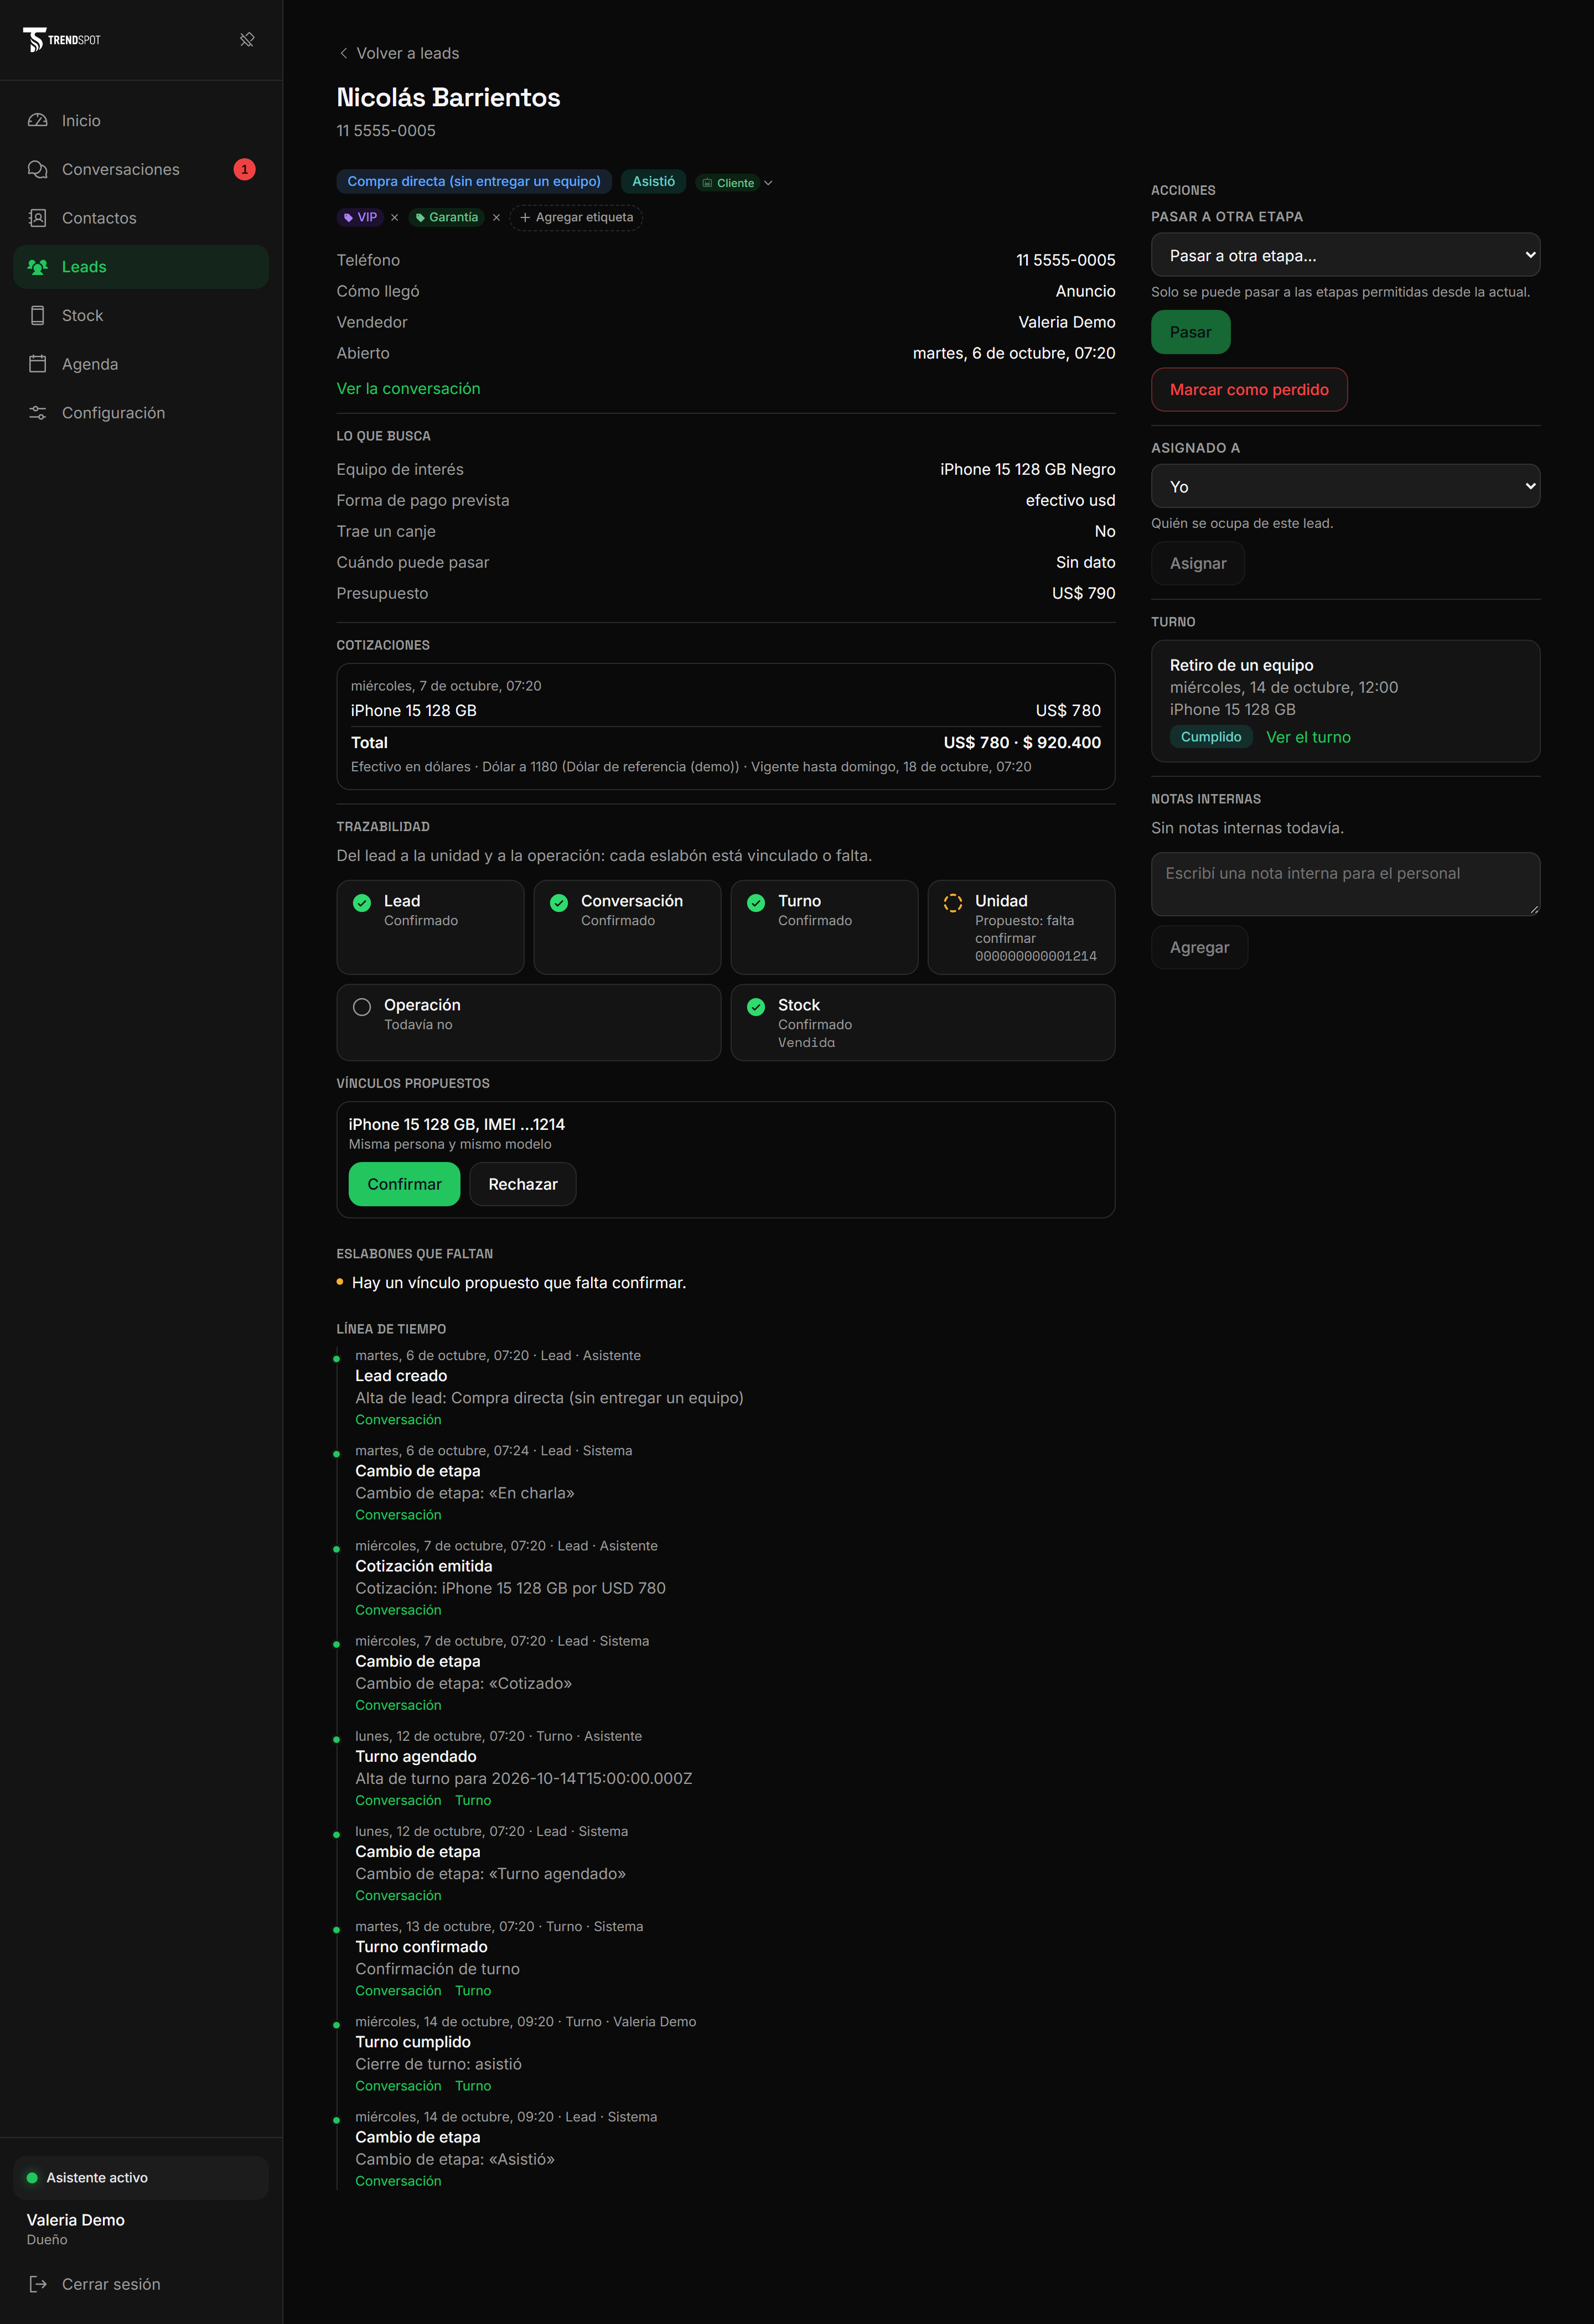 TRENDSPOT
Inicio
Conversaciones
1
Contactos
Leads
Stock
Agenda
Configuración
Asistente activo
Valeria Demo
Dueño
Cerrar sesión
Volver a leads
Nicolás Barrientos
11 5555-0005
Compra directa (sin entregar un equipo)
Asistió
Cliente
VIP
Garantía
Agregar etiqueta
Teléfono
11 5555-0005
Cómo llegó
Anuncio
Vendedor
Valeria Demo
Abierto
martes, 6 de octubre, 07:20
Ver la conversación
LO QUE BUSCA
Equipo de interés
iPhone 15 128 GB Negro
Forma de pago prevista
efectivo usd
Trae un canje
No
Cuándo puede pasar
Sin dato
Presupuesto
US$ 790
COTIZACIONES
miércoles, 7 de octubre, 07:20
iPhone 15 128 GB
US$ 780
Total
US$ 780 · $ 920.400
Efectivo en dólares · Dólar a 1180 (Dólar de referencia (demo)) · Vigente hasta domingo, 18 de octubre, 07:20
TRAZABILIDAD
Del lead a la unidad y a la operación: cada eslabón está vinculado o falta.
Lead
Confirmado
Conversación
Confirmado
Turno
Confirmado
Unidad
Propuesto: falta
confirmar
000000000001214
Operación
Todavía no
Stock
Confirmado
Vendida
VÍNCULOS PROPUESTOS
iPhone 15 128 GB, IMEI …1214
Misma persona y mismo modelo
Confirmar
Rechazar
ESLABONES QUE FALTAN
Hay un vínculo propuesto que falta confirmar.
LÍNEA DE TIEMPO
martes, 6 de octubre, 07:20 · Lead · Asistente
Lead creado
Alta de lead: Compra directa (sin entregar un equipo)
Conversación
martes, 6 de octubre, 07:24 · Lead · Sistema
Cambio de etapa
Cambio de etapa: «En charla»
Conversación
miércoles, 7 de octubre, 07:20 · Lead · Asistente
Cotización emitida
Cotización: iPhone 15 128 GB por USD 780
Conversación
miércoles, 7 de octubre, 07:20 · Lead · Sistema
Cambio de etapa
Cambio de etapa: «Cotizado»
Conversación
lunes, 12 de octubre, 07:20 · Turno · Asistente
Turno agendado
Alta de turno para 2026-10-14T15:00:00.000Z
Conversación Turno
lunes, 12 de octubre, 07:20 · Lead · Sistema
Cambio de etapa
Cambio de etapa: «Turno agendado»
Conversación
martes, 13 de octubre, 07:20 · Turno · Sistema
Turno confirmado
Confirmación de turno
Conversación Turno
miércoles, 14 de octubre, 09:20 · Turno · Valeria Demo
Turno cumplido
Cierre de turno: asistió
Conversación Turno
miércoles, 14 de octubre, 09:20 · Lead · Sistema
Cambio de etapa
Cambio de etapa: «Asistió»
Conversación
ACCIONES
PASAR A OTRA ETAPA
Pasar a otra etapa...
Solo se puede pasar a las etapas permitidas desde la actual.
Pasar
Marcar como perdido
ASIGNADO A
Yo
Quién se ocupa de este lead.
Asignar
TURNO
Retiro de un equipo
miércoles, 14 de octubre, 12:00
iPhone 15 128 GB
Cumplido
Ver el turno
NOTAS INTERNAS
Sin notas internas todavía.
Escribí una nota interna para el personal
Agregar